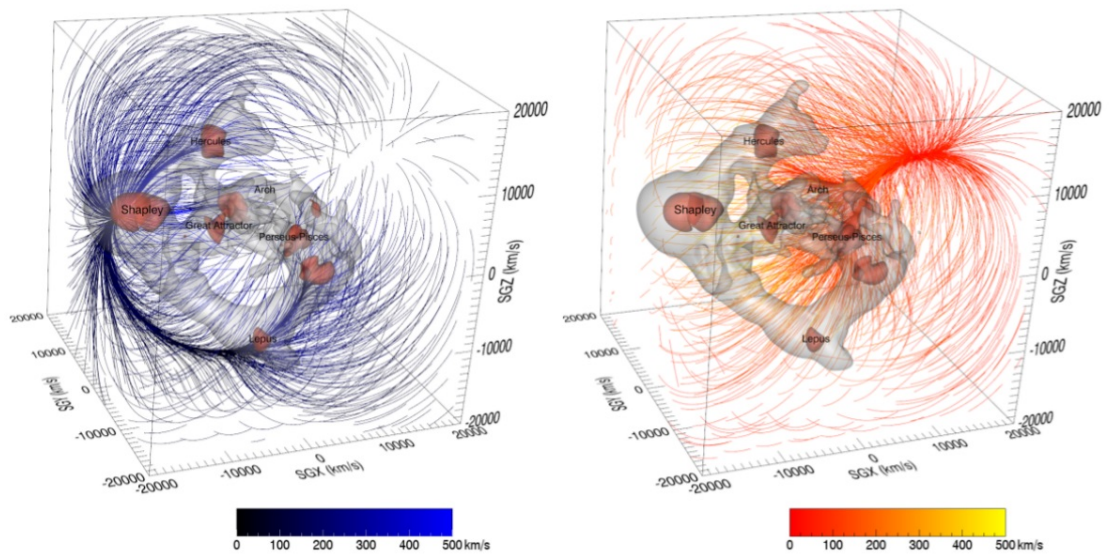 20000
10000
0
-10000
-20000
SGZ (km/s)
Hercules
Arch
Shapley
Great Attractor
Perseus-Pisces
Lepus
20000
10000
0
-10000
-20000
SGY (km/s)
-20000
-10000
0
10000
20000
SGX (km/s)
0 100 200 300 400 500 km/s
20000
10000
0
-10000
-20000
SGZ (km/s)
Hercules
Arch
Shapley
Great Attractor
Perseus-Pisces
Lepus
20000
10000
0
-10000
-20000
SGY (km/s)
-20000
-10000
0
10000
20000
SGX (km/s)
0 100 200 300 400 500 km/s